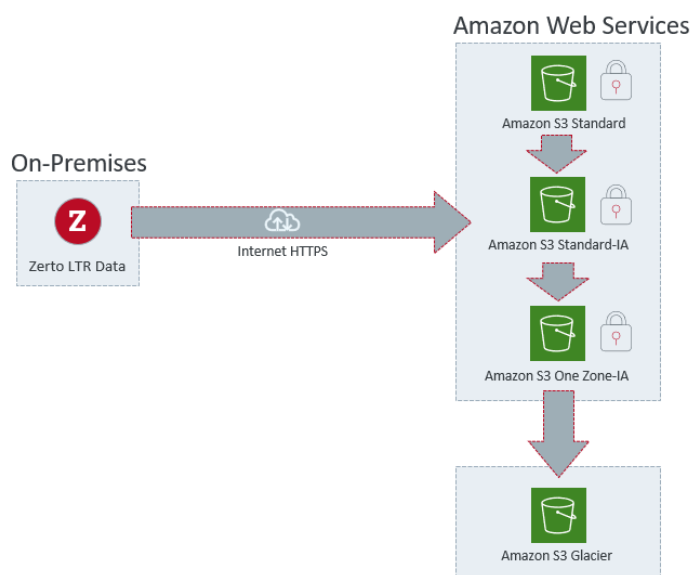 Amazon Web Services
Amazon S3 Standard
On-Premises
Z
Zerto LTR Data
Internet HTTPS
Amazon S3 Standard-IA
Amazon S3 One Zone-IA
Amazon S3 Glacier